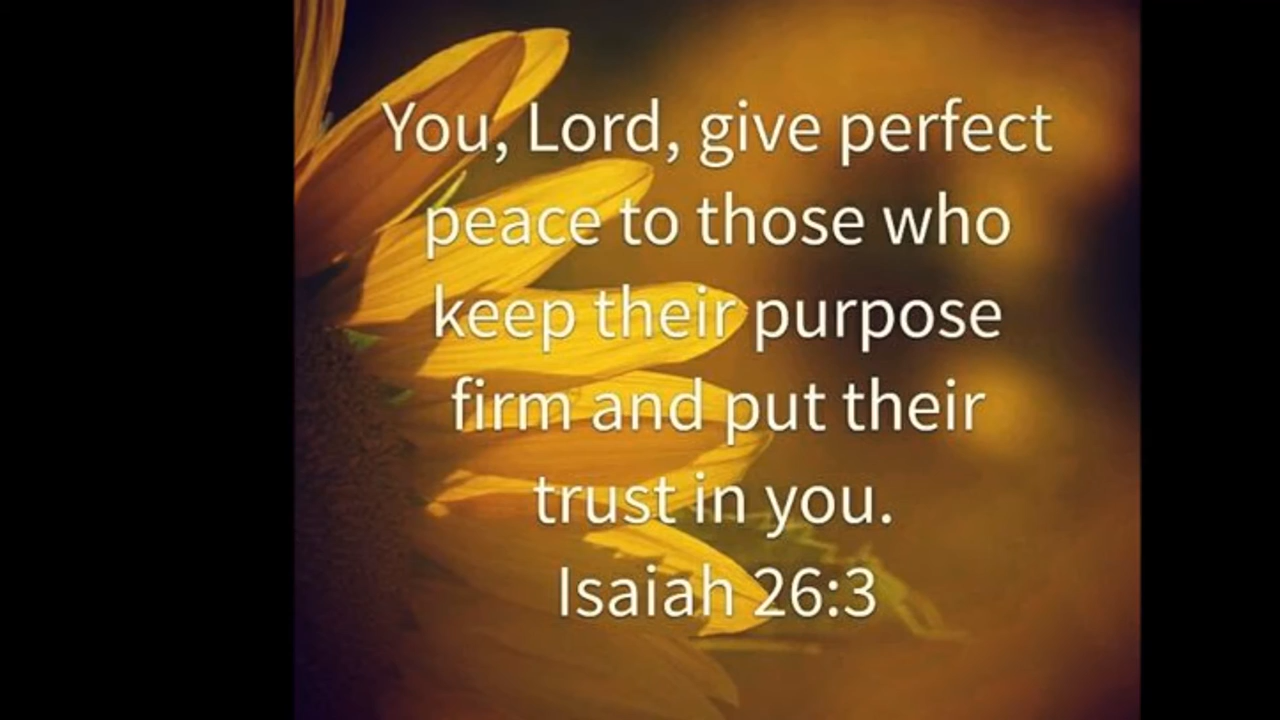 You, Lord, give perfect
peace to those who
keep their purpose
firm and put their
trust in you.
Isaiah 26:3